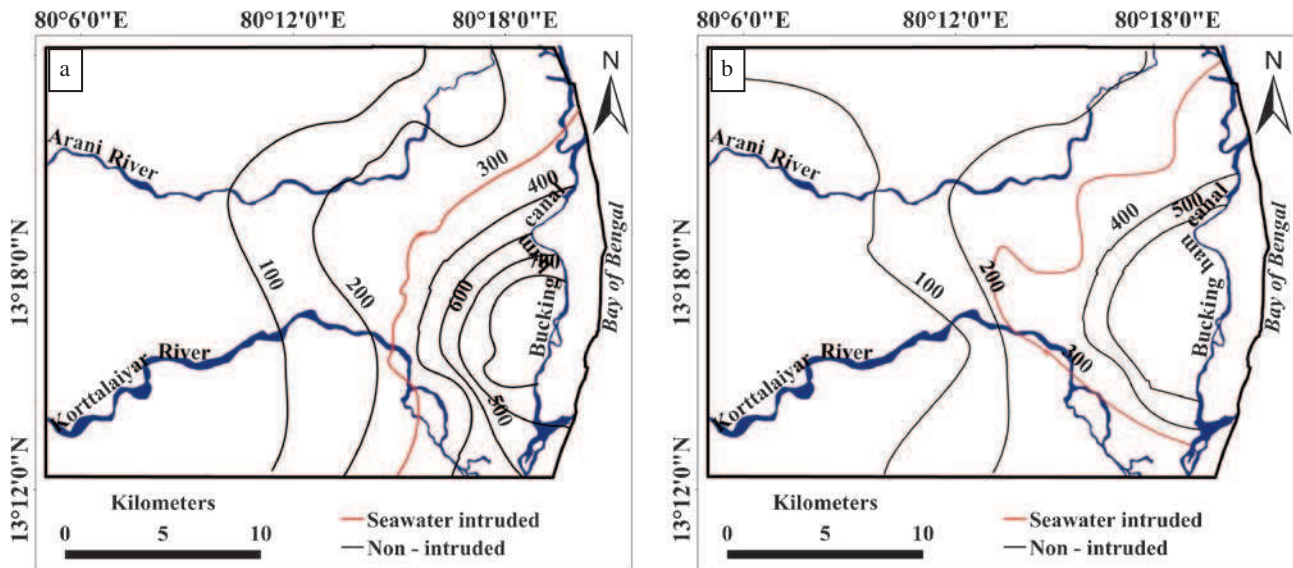 80°6'0"E 80°12'0"E 80°18'0"E
a
N
Arani River
300
400
canal
ham
700
600
100
200
Bucking
Bay of Bengal
13°18'0"N
Korttalaiyar River
500
13°12'0"N
Kilometers
0 5 10
Seawater intruded
Non - intruded
80°6'0"E 80°12'0"E 80°18'0"E
b
N
Arani River
500
400
canal
ham
200
100
Bucking
Bay of Bengal
13°18'0"N
Korttalaiyar River
300
13°12'0"N
Kilometers
0 5 10
Seawater intruded
Non - intruded